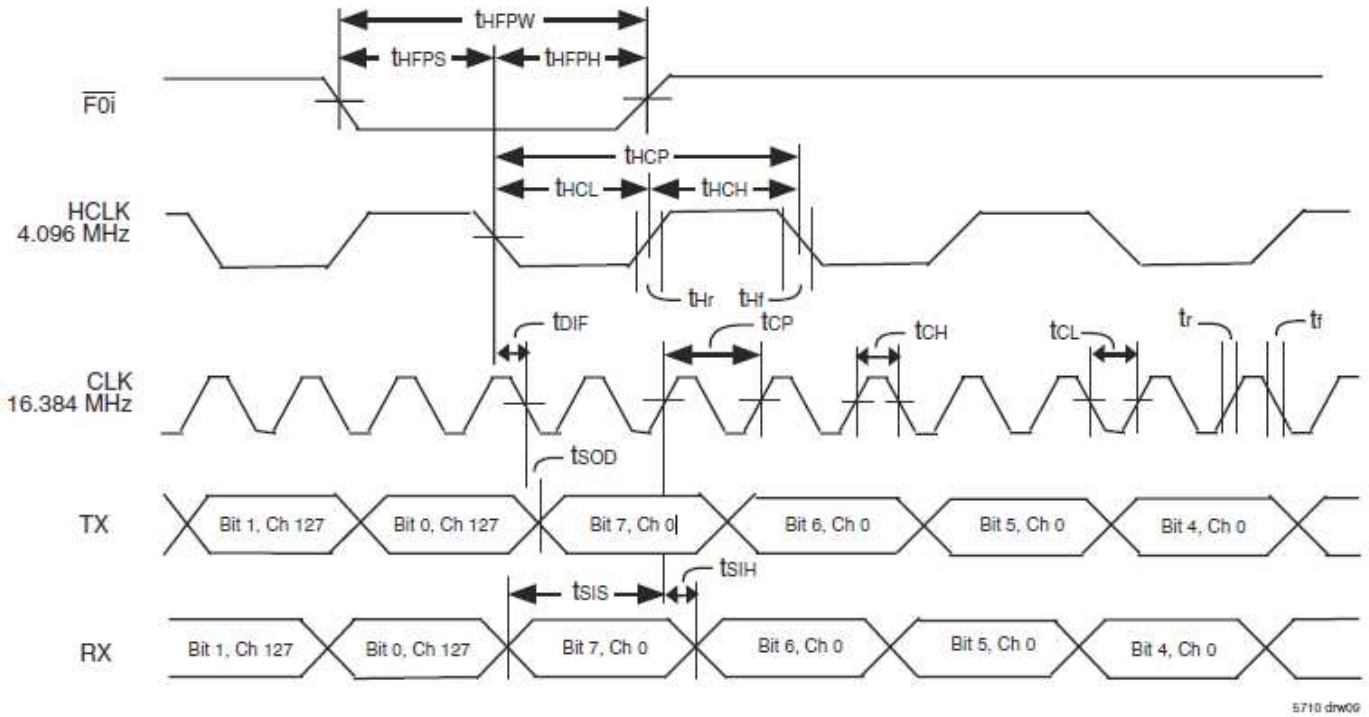 tHFPW
tHFPS
tHFPH
F0i
tHCP
tHCL
tHCH
HCLK
4.096 MHz
tHr
tHf
tDIF
tCP
tCH
tCL
tr
tf
CLK
16.384 MHz
tSOD
TX
Bit 1, Ch 127
Bit 0, Ch 127
Bit 7, Ch 0
Bit 6, Ch 0
Bit 5, Ch 0
Bit 4, Ch 0
tSIS
tSIH
RX
Bit 1, Ch 127
Bit 0, Ch 127
Bit 7, Ch 0
Bit 6, Ch 0
Bit 5, Ch 0
Bit 4, Ch 0
5710 drw09